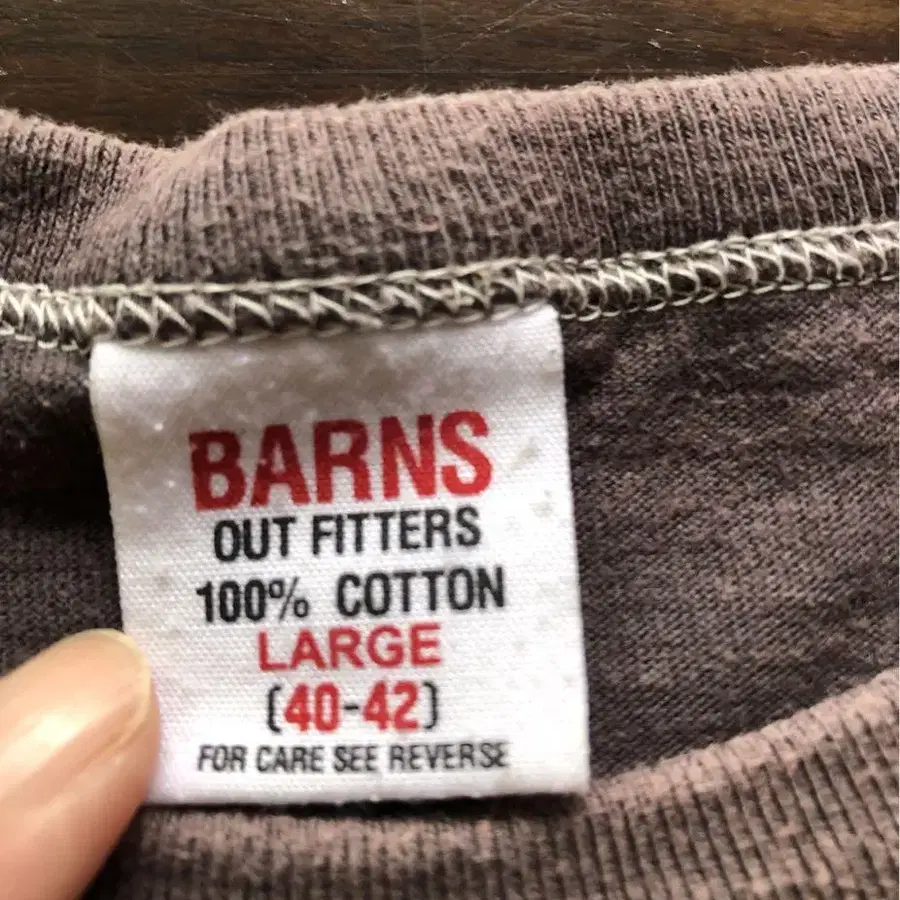 BARNS
OUT FITTERS
100% COTTON
LARGE
(40-42)
FOR CARE SEE REVERSE